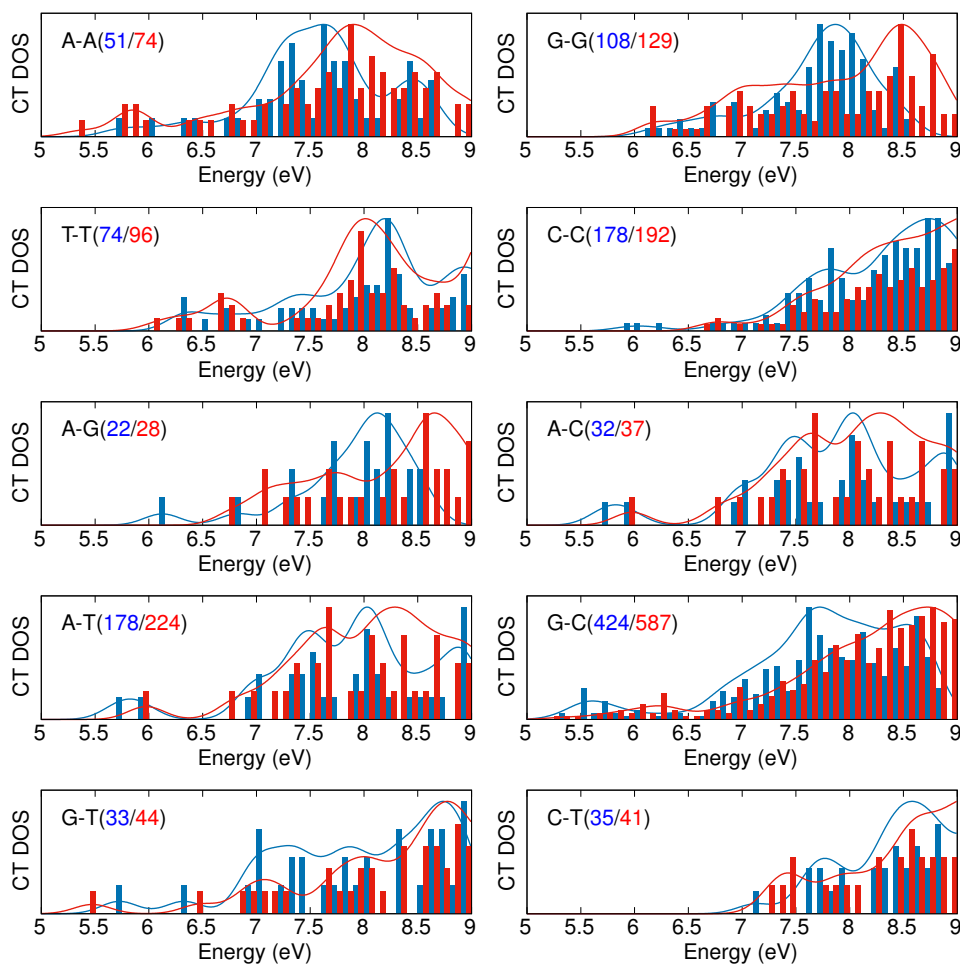 CT DOS
A-A(51/74)
5 5.5 6 6.5 7 7.5 8 8.5 9
Energy (eV)
CT DOS
G-G(108/129)
5 5.5 6 6.5 7 7.5 8 8.5 9
Energy (eV)
CT DOS
T-T(74/96)
5 5.5 6 6.5 7 7.5 8 8.5 9
Energy (eV)
CT DOS
C-C(178/192)
5 5.5 6 6.5 7 7.5 8 8.5 9
Energy (eV)
CT DOS
A-G(22/28)
5 5.5 6 6.5 7 7.5 8 8.5 9
Energy (eV)
CT DOS
A-C(32/37)
5 5.5 6 6.5 7 7.5 8 8.5 9
Energy (eV)
CT DOS
A-T(178/224)
5 5.5 6 6.5 7 7.5 8 8.5 9
Energy (eV)
CT DOS
G-C(424/587)
5 5.5 6 6.5 7 7.5 8 8.5 9
Energy (eV)
CT DOS
G-T(33/44)
5 5.5 6 6.5 7 7.5 8 8.5 9
Energy (eV)
CT DOS
C-T(35/41)
5 5.5 6 6.5 7 7.5 8 8.5 9
Energy (eV)